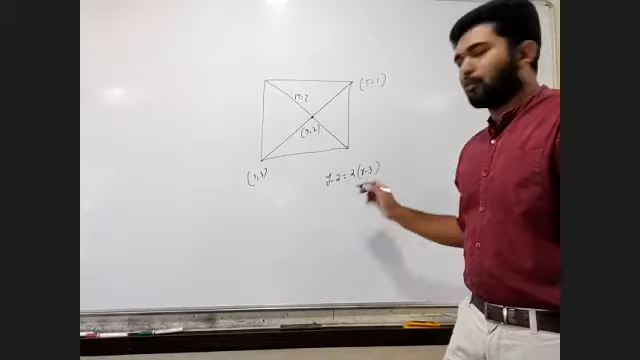 (5,1)
m=2
(3,2)
(1,3)
y-2=2(x-3)